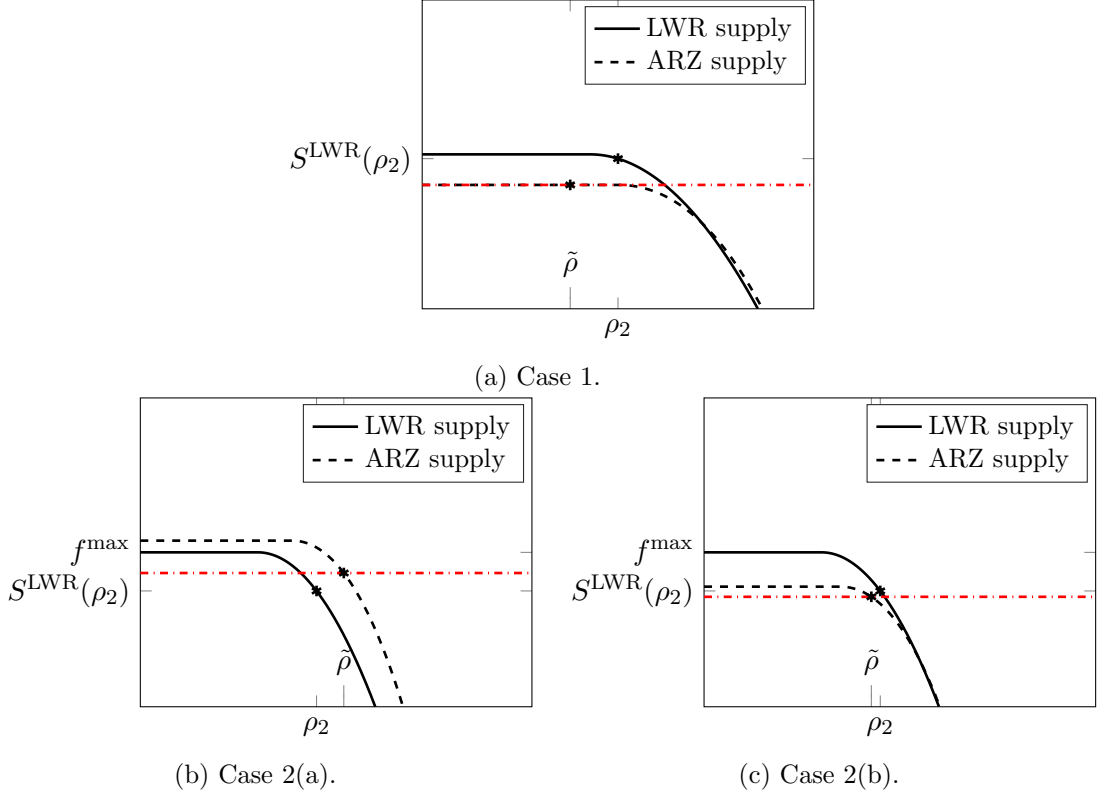 LWR supply
ARZ supply
S^LWR(ρ₂)
ρ̃
ρ₂
(a) Case 1.
LWR supply
ARZ supply
f^max
S^LWR(ρ₂)
ρ̃
ρ₂
(b) Case 2(a).
LWR supply
ARZ supply
f^max
S^LWR(ρ₂)
ρ̃
ρ₂
(c) Case 2(b).